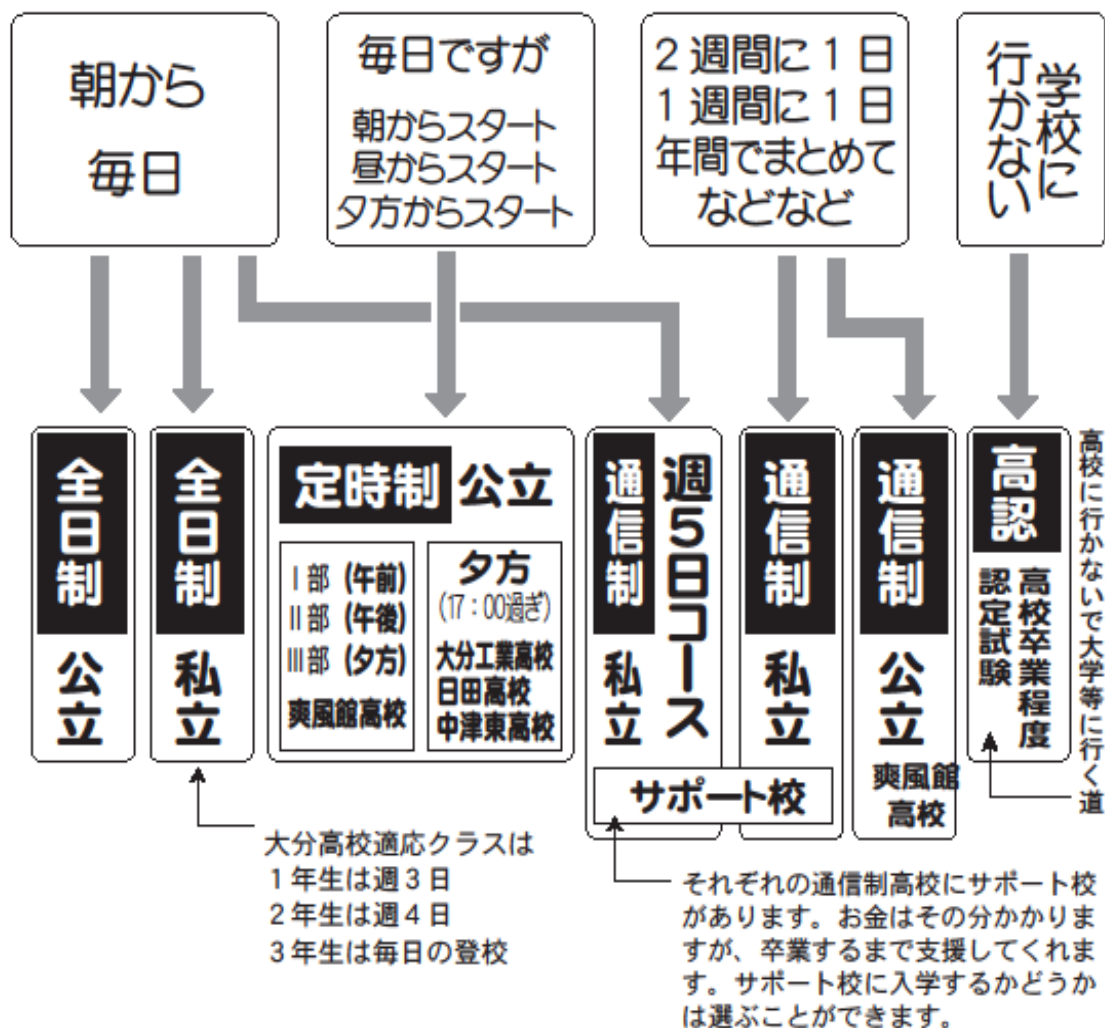 朝から
毎日
毎日ですが
朝からスタート
昼からスタート
夕方からスタート
2週間に1日
1週間に1日
年間でまとめて
などなど
学校に
行かない
全日制
公立
全日制
私立
定時制 公立
Ⅰ部 (午前)
Ⅱ部 (午後)
Ⅲ部 (夕方)
爽風館高校
夕方
(17：00過ぎ)
大分工業高校
日田高校
中津東高校
週5日コース
通信制
私立
通信制
私立
サポート校
通信制
公立
爽風館
高校
高認
高校卒業程度
認定試験
高校に行かないで大学等に行く道
大分高校適応クラスは
1年生は週3日
2年生は週4日
3年生は毎日の登校
それぞれの通信制高校にサポート校
があります。お金はその分かかりま
すが、卒業するまで支援してくれま
す。サポート校に入学するかどうか
は選ぶことができます。